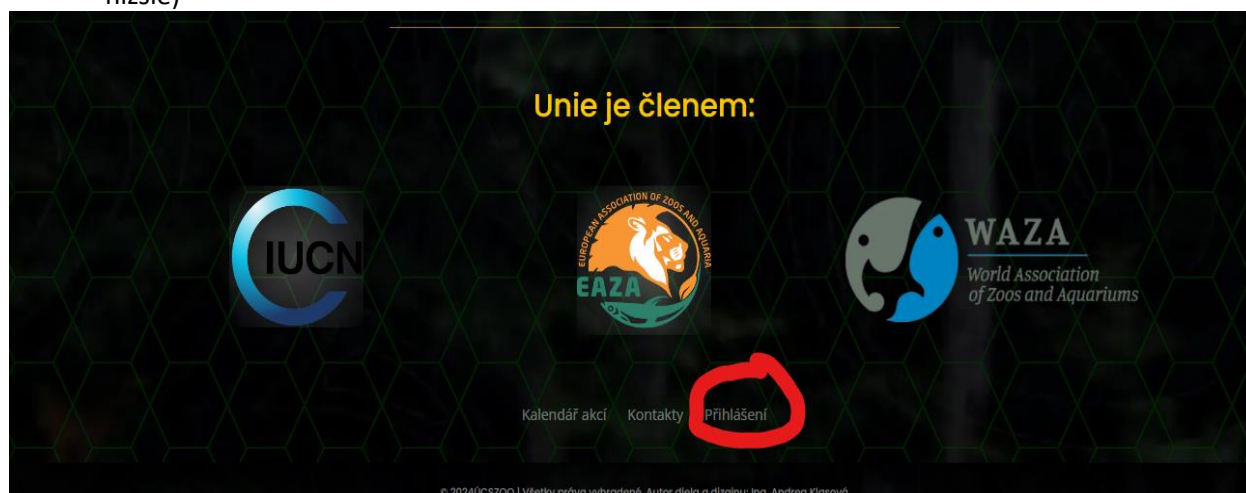 nižšie)
Unie je členem:
IUCN
EUROPEAN ASSOCIATION OF ZOOS AND AQUARIA
EAZA
WAZA
World Association
of Zoos and Aquariums
Kalendář akcí Kontakty Přihlášení
© 2024ÚCSZOO | Všetky práva vyhradené. Autor diela a dizajnu: Ing. Andrea Klasová